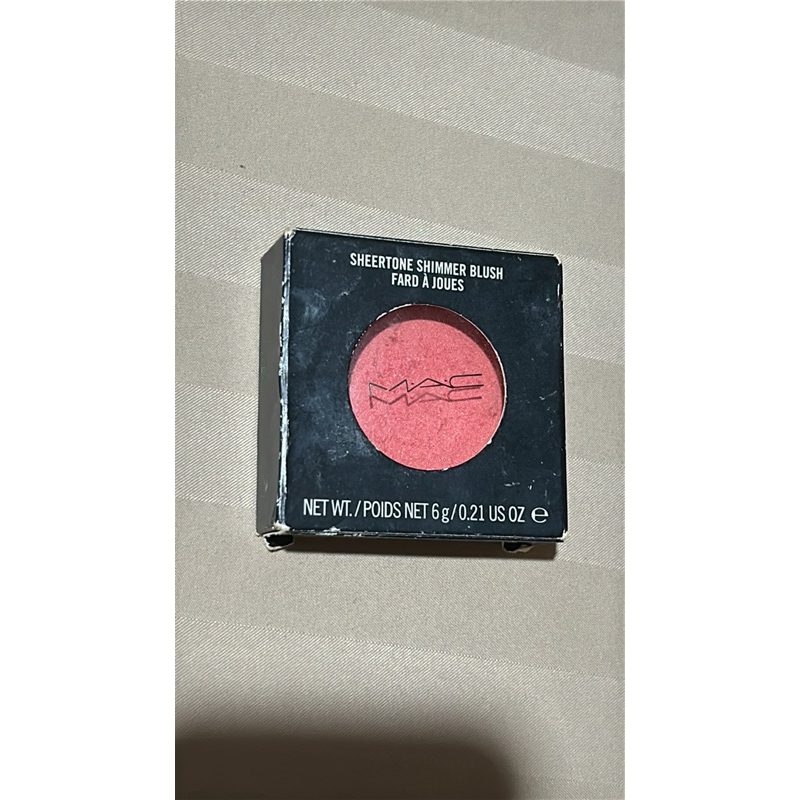 SHEERTONE SHIMMER BLUSH
FARD À JOUES
MAC
NET WT./POIDS NET 6 g/0.21 US OZ ℮